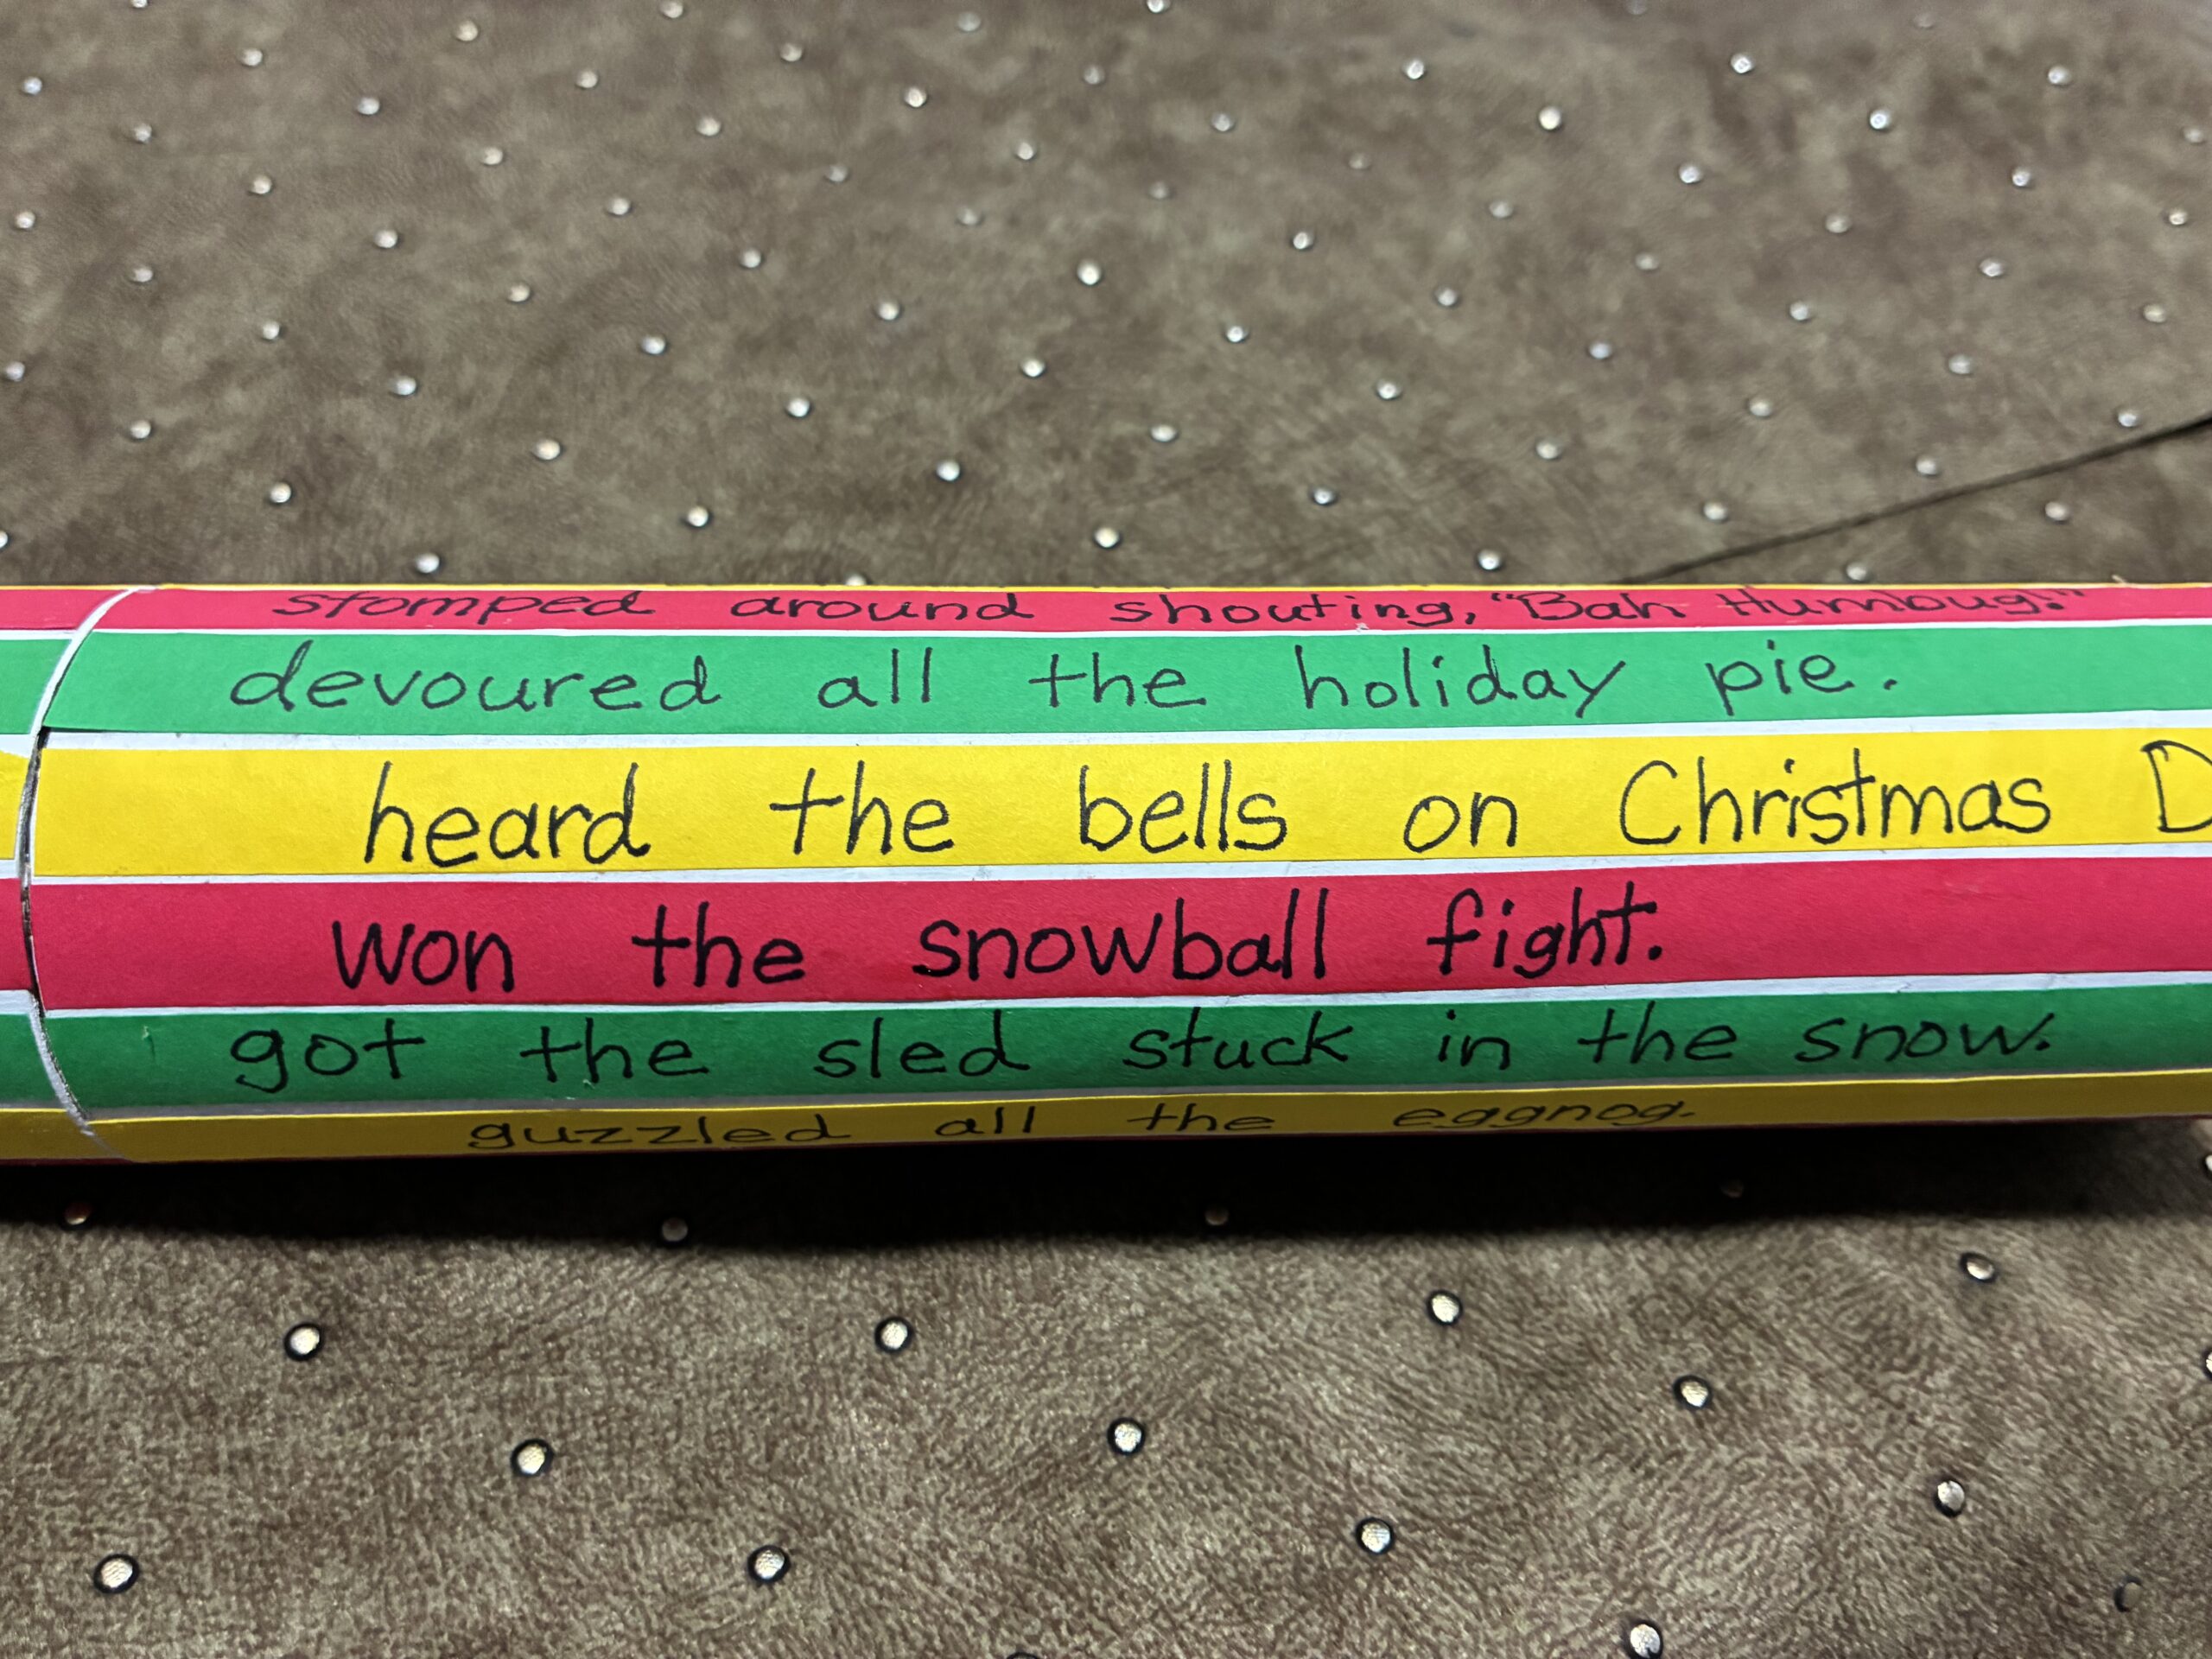 stomped around shouting, "Bah Humbug!"
devoured all the holiday pie.
heard the bells on Christmas D
won the snowball fight.
got the sled stuck in the snow.
guzzled all the eggnog.